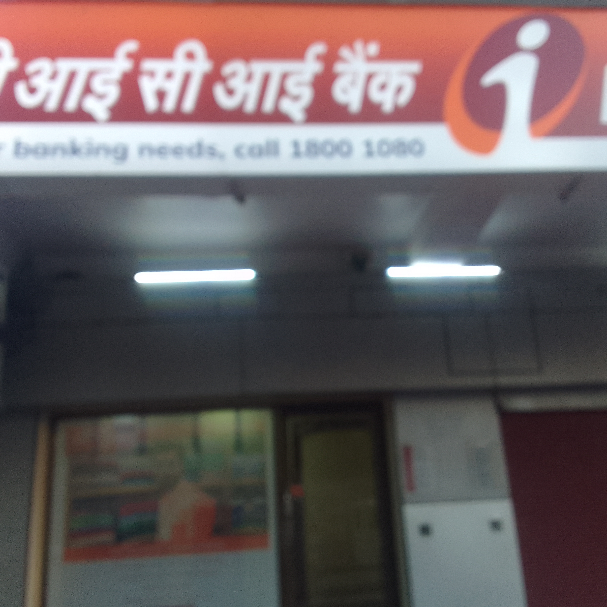 आई सी आई बैंक
banking needs, call 1800 1080